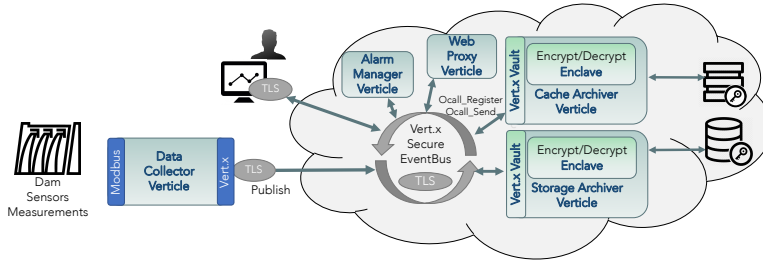 TLS
Alarm
Manager
Verticle
Web
Proxy
Verticle
Ocall_Register
Ocall_Send
Vert.x Vault
Encrypt/Decrypt
Enclave
Cache Archiver
Verticle
Dam
Sensors
Measurements
Modbus
Data
Collector
Verticle
Vert.x
TLS
Publish
Vert.x
Secure
EventBus
TLS
Vert.x Vault
Encrypt/Decrypt
Enclave
Storage Archiver
Verticle